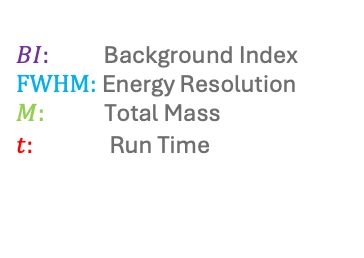 BI: Background Index
FWHM: Energy Resolution
M: Total Mass
t: Run Time